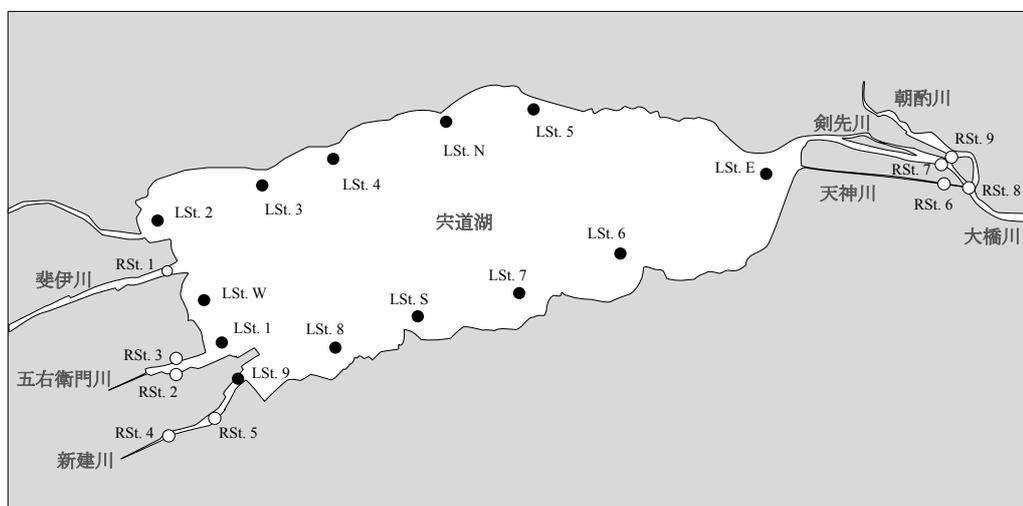 朝酌川
剣先川
RSt. 9
LSt. 5
LSt. N
RSt. 7
LSt. E
LSt. 4
天神川
RSt. 6
RSt. 8
LSt. 3
LSt. 2
宍道湖
大橋川
LSt. 6
RSt. 1
斐伊川
LSt. 7
LSt. W
LSt. S
LSt. 1
LSt. 8
RSt. 3
五右衛門川
LSt. 9
RSt. 2
RSt. 4
RSt. 5
新建川